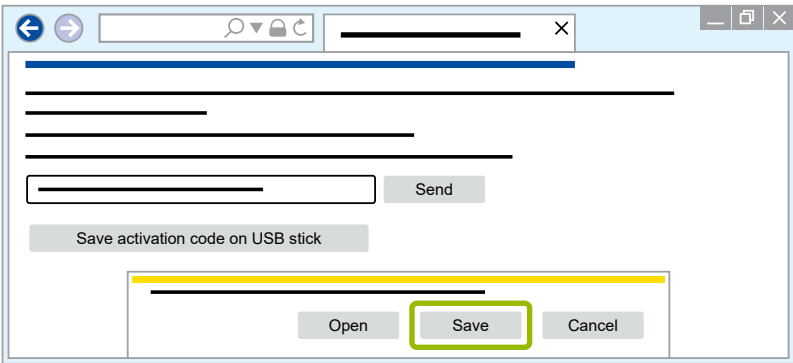 Send
Save activation code on USB stick
Open Save Cancel